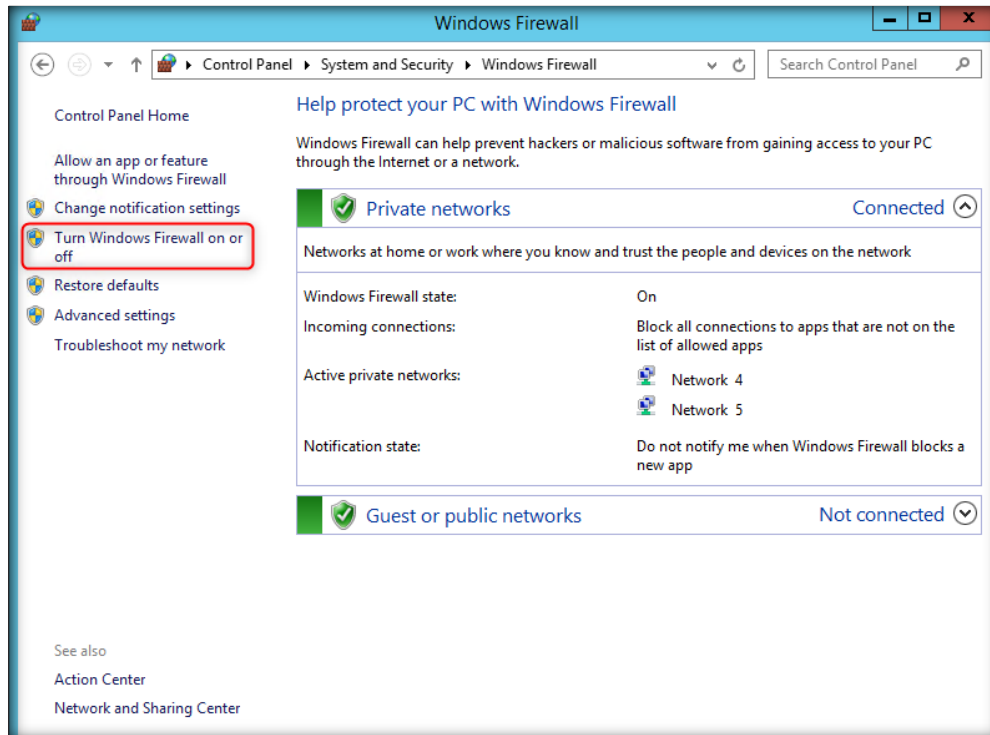 Windows Firewall
Control Panel System and Security Windows Firewall
Search Control Panel
Control Panel Home
Allow an app or feature
through Windows Firewall
Change notification settings
Turn Windows Firewall on or
off
Restore defaults
Advanced settings
Troubleshoot my network
See also
Action Center
Network and Sharing Center
Help protect your PC with Windows Firewall
Windows Firewall can help prevent hackers or malicious software from gaining access to your PC
through the Internet or a network.
Private networks Connected
Networks at home or work where you know and trust the people and devices on the network
Windows Firewall state: On
Incoming connections: Block all connections to apps that are not on the
list of allowed apps
Active private networks: Network 4
Network 5
Notification state: Do not notify me when Windows Firewall blocks a
new app
Guest or public networks Not connected